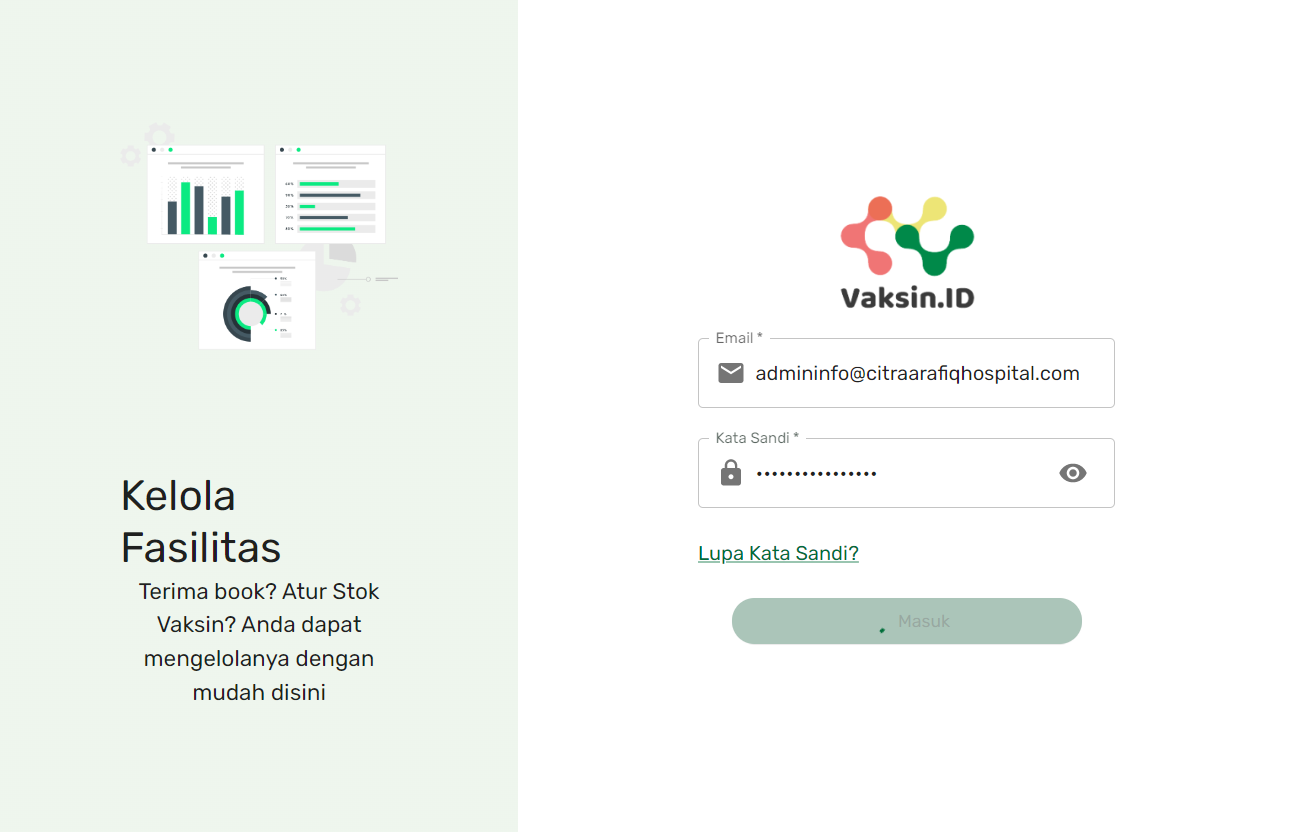 Kelola
Fasilitas
Terima book? Atur Stok
Vaksin? Anda dapat
mengelolanya dengan
mudah disini
Vaksin.ID
Email *
admininfo@citraarafiqhospital.com
Kata Sandi *
••••••••••••••••
Lupa Kata Sandi?
Masuk